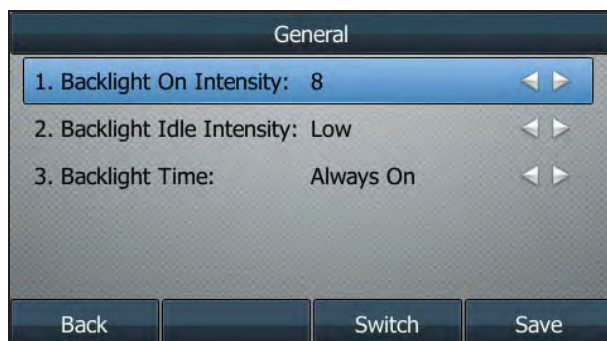 General
1. Backlight On Intensity: 8
2. Backlight Idle Intensity: Low
3. Backlight Time: Always On
Back Switch Save